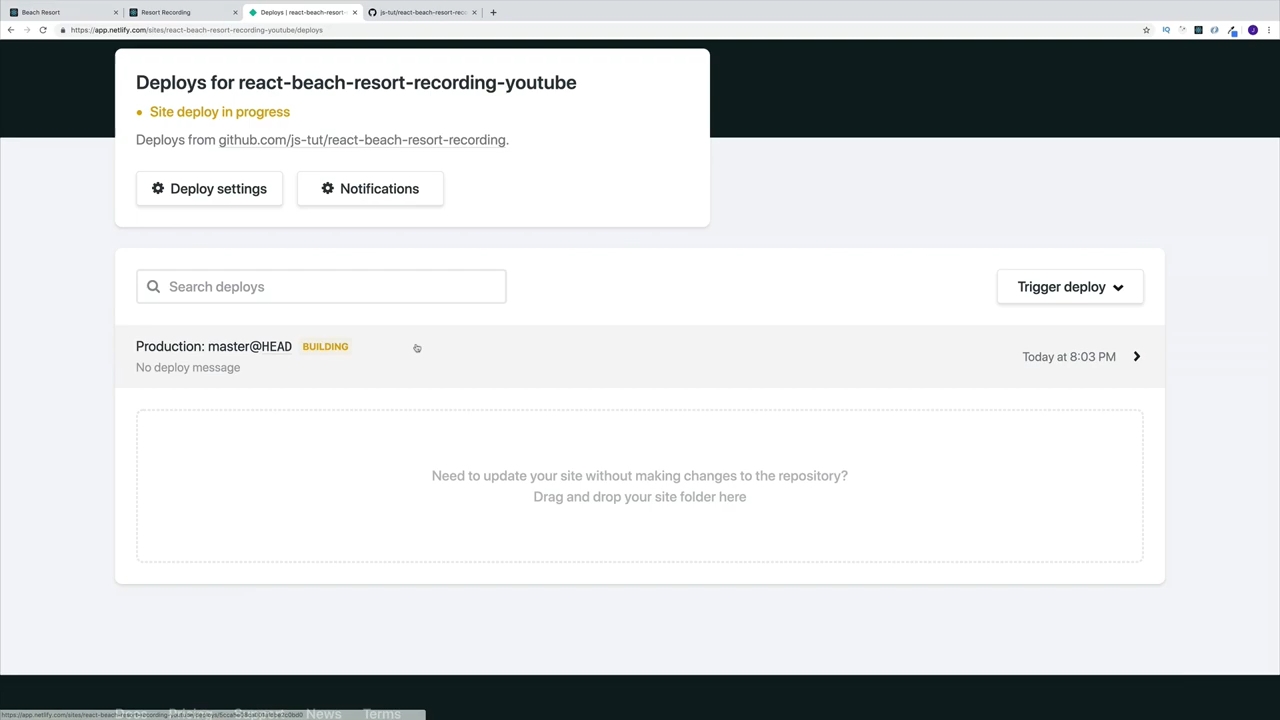 Beach Resort
Resort Recording
Deploys | react-beach-resort-
js-tut/react-beach-resort-rec
https://app.netlify.com/sites/react-beach-resort-recording-youtube/deploys
Deploys for react-beach-resort-recording-youtube
Site deploy in progress
Deploys from github.com/js-tut/react-beach-resort-recording.
Deploy settings
Notifications
Search deploys
Trigger deploy
Production: master@HEAD BUILDING
No deploy message
Today at 8:03 PM
Need to update your site without making changes to the repository?
Drag and drop your site folder here
News
Terms